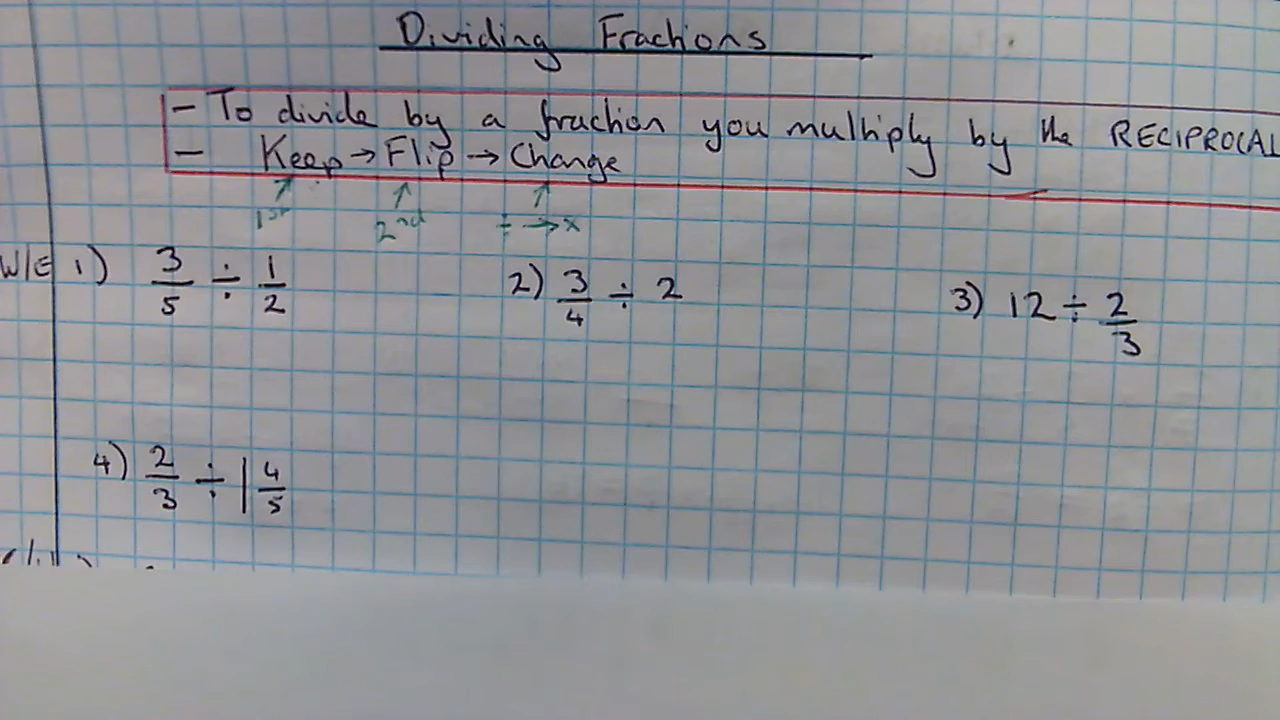 Dividing Fractions
- To divide by a fraction you multiply by the RECIPROCAL
- Keep → Flip → Change
1st 2nd ÷ → x
W/E 1) 3/5 ÷ 1/2 2) 3/4 ÷ 2 3) 12 ÷ 2/3
4) 2/3 ÷ 1 4/5